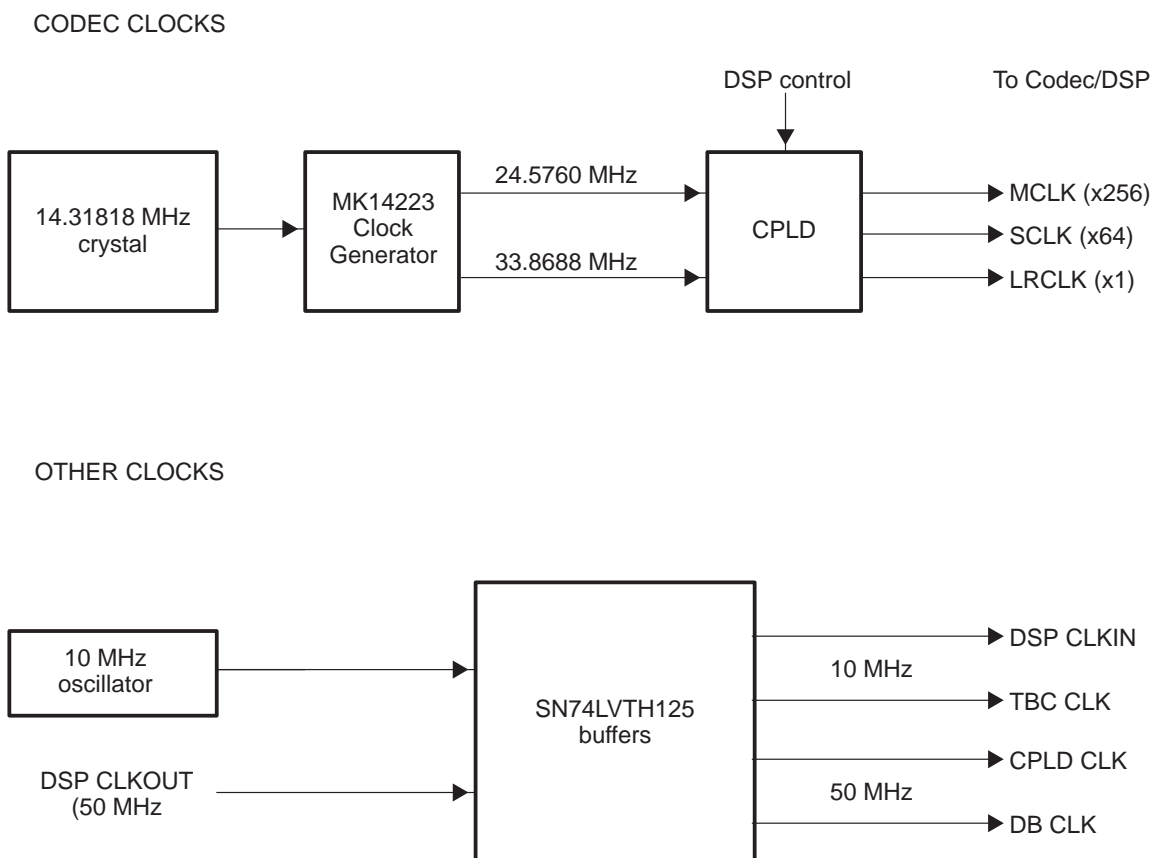 CODEC CLOCKS
DSP control
To Codec/DSP
14.31818 MHz
crystal
MK14223
Clock
Generator
24.5760 MHz
33.8688 MHz
CPLD
MCLK (x256)
SCLK (x64)
LRCLK (x1)
OTHER CLOCKS
10 MHz
oscillator
DSP CLKOUT
(50 MHz
SN74LVTH125
buffers
DSP CLKIN
10 MHz
TBC CLK
CPLD CLK
50 MHz
DB CLK